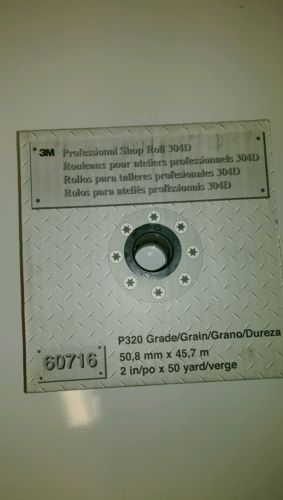 3M Professional Shop Roll 304D
Rouleaux pour ateliers professionnels 304D
Rollos para talleres profesionales 304D
Rolos para ateliês profissionais 304D
P320 Grade/Grain/Grano/Dureza
60716
50,8 mm x 45,7 m
2 in/po x 50 yard/verge